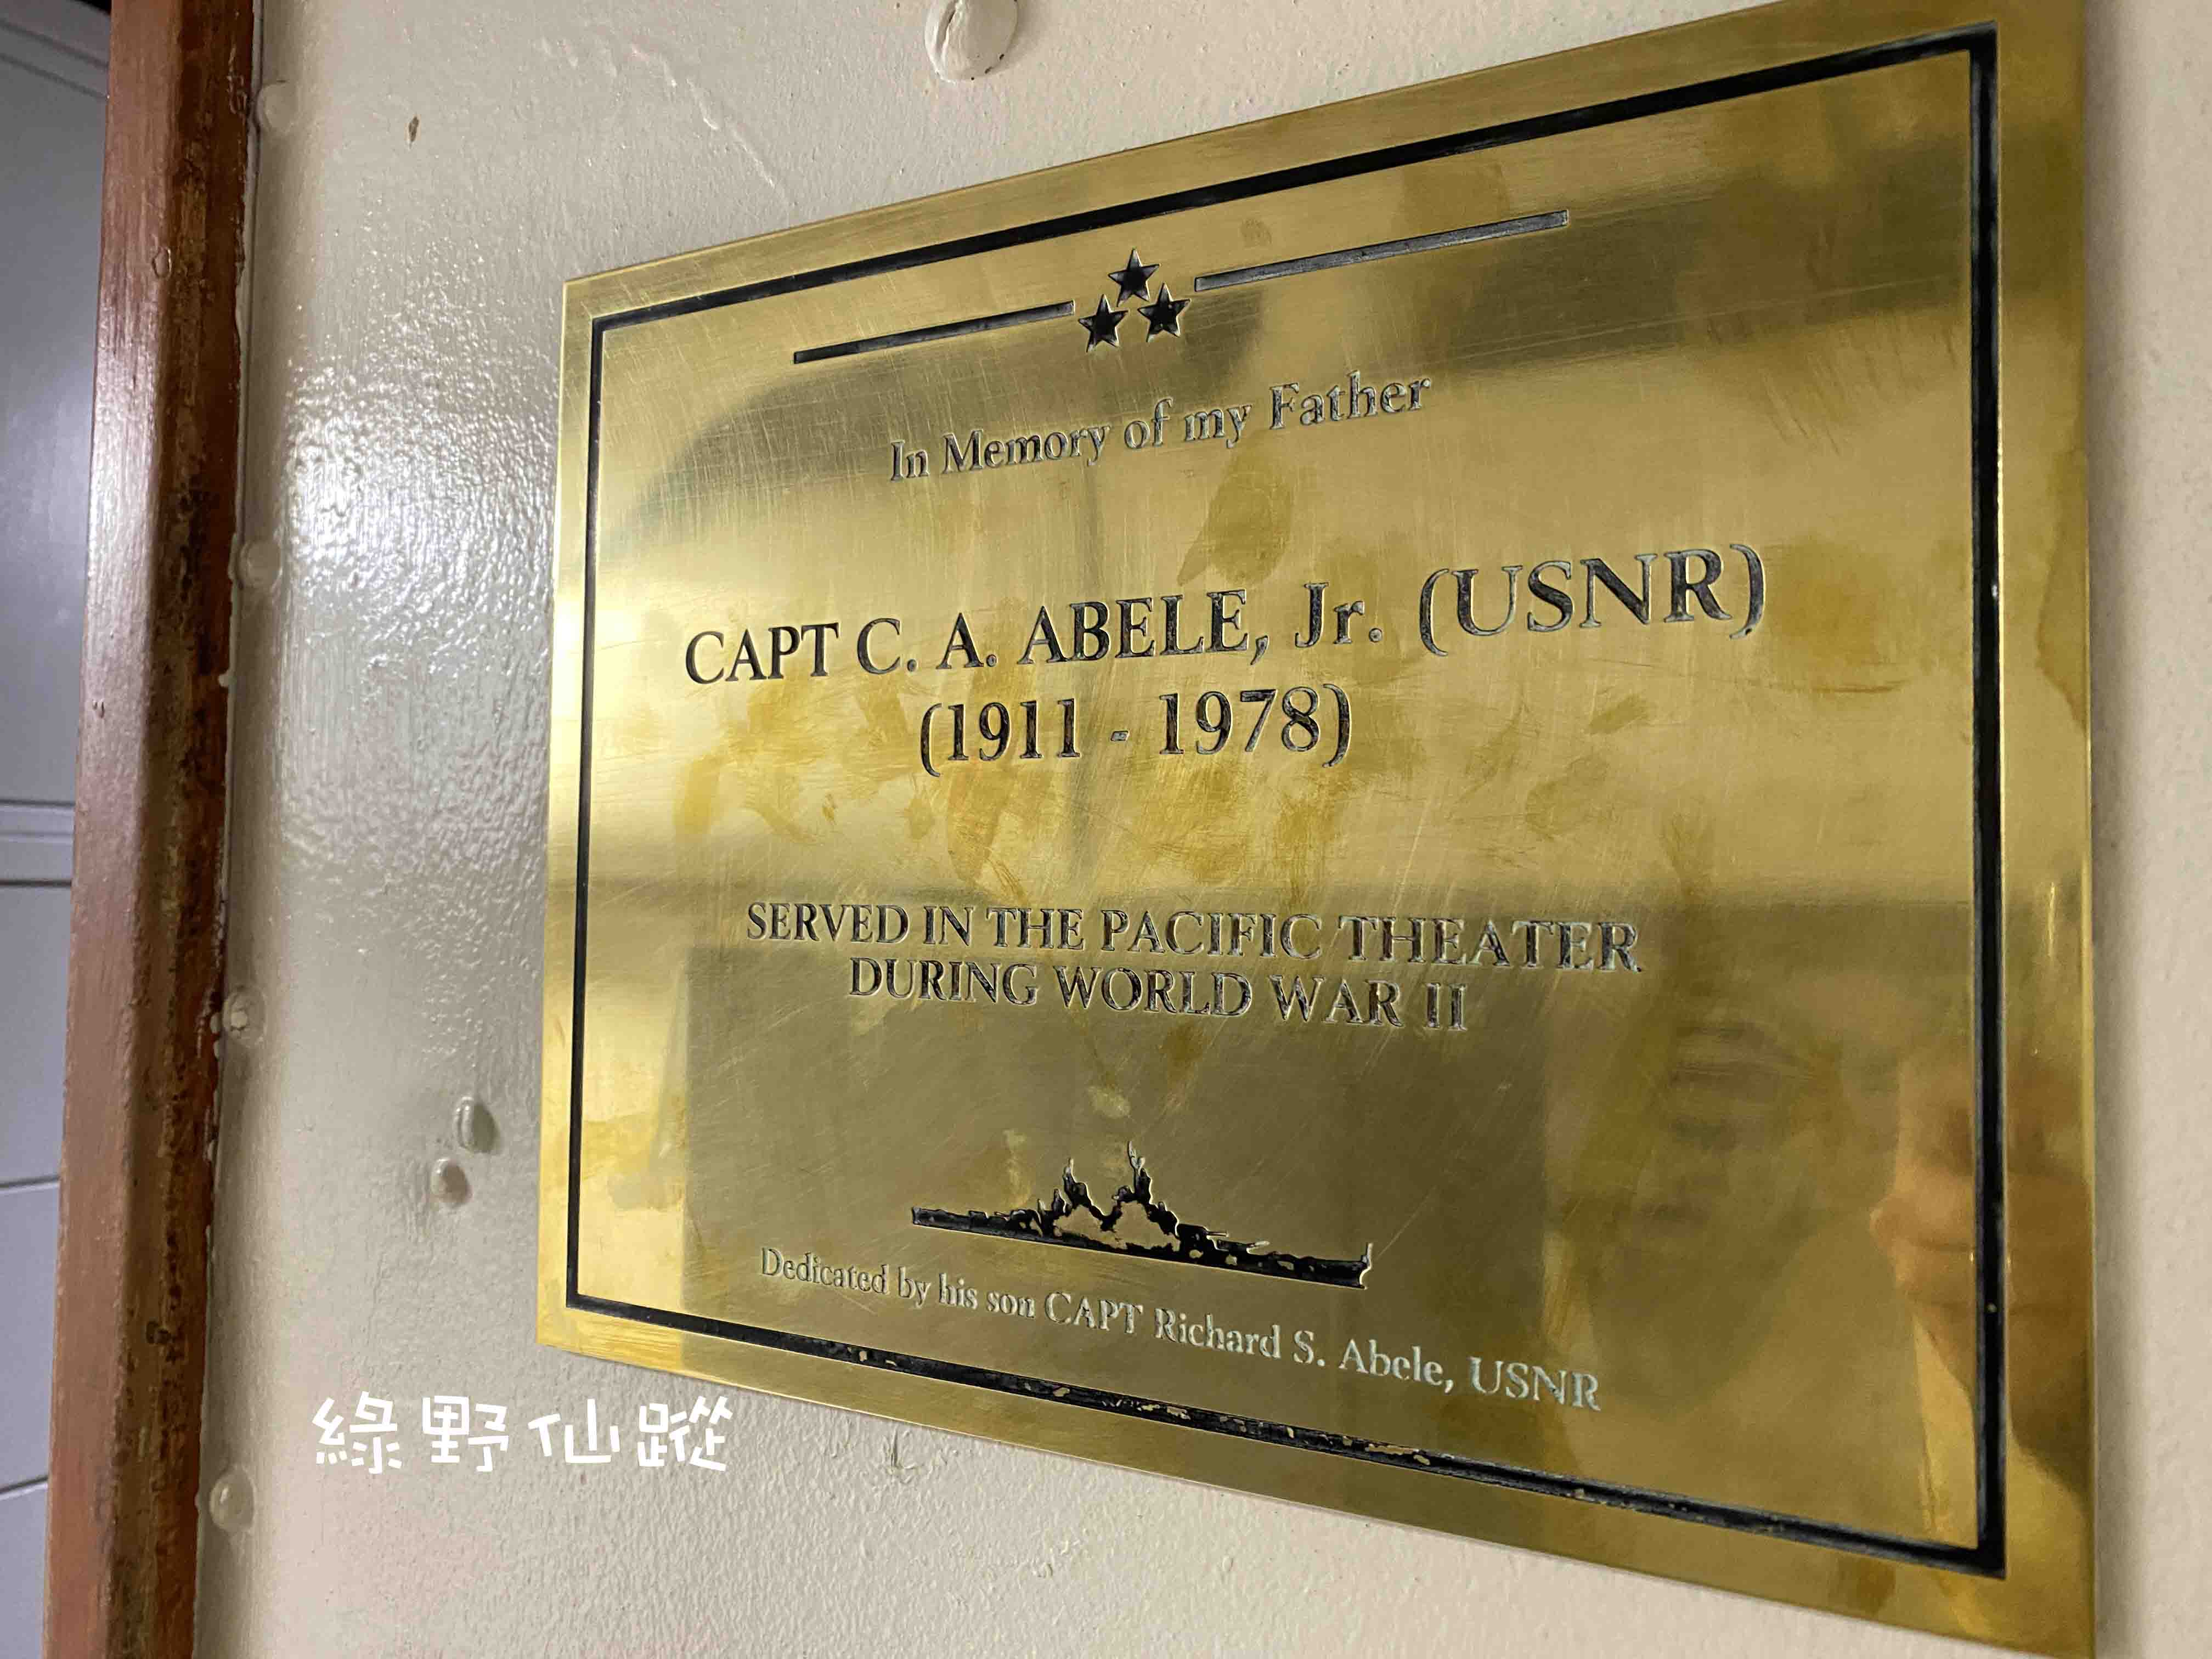 In Memory of my Father
CAPT C. A. ABELE, Jr. (USNR)
(1911 - 1978)
SERVED IN THE PACIFIC THEATER
DURING WORLD WAR II
Dedicated by his son CAPT Richard S. Abele, USNR
綠野仙蹤